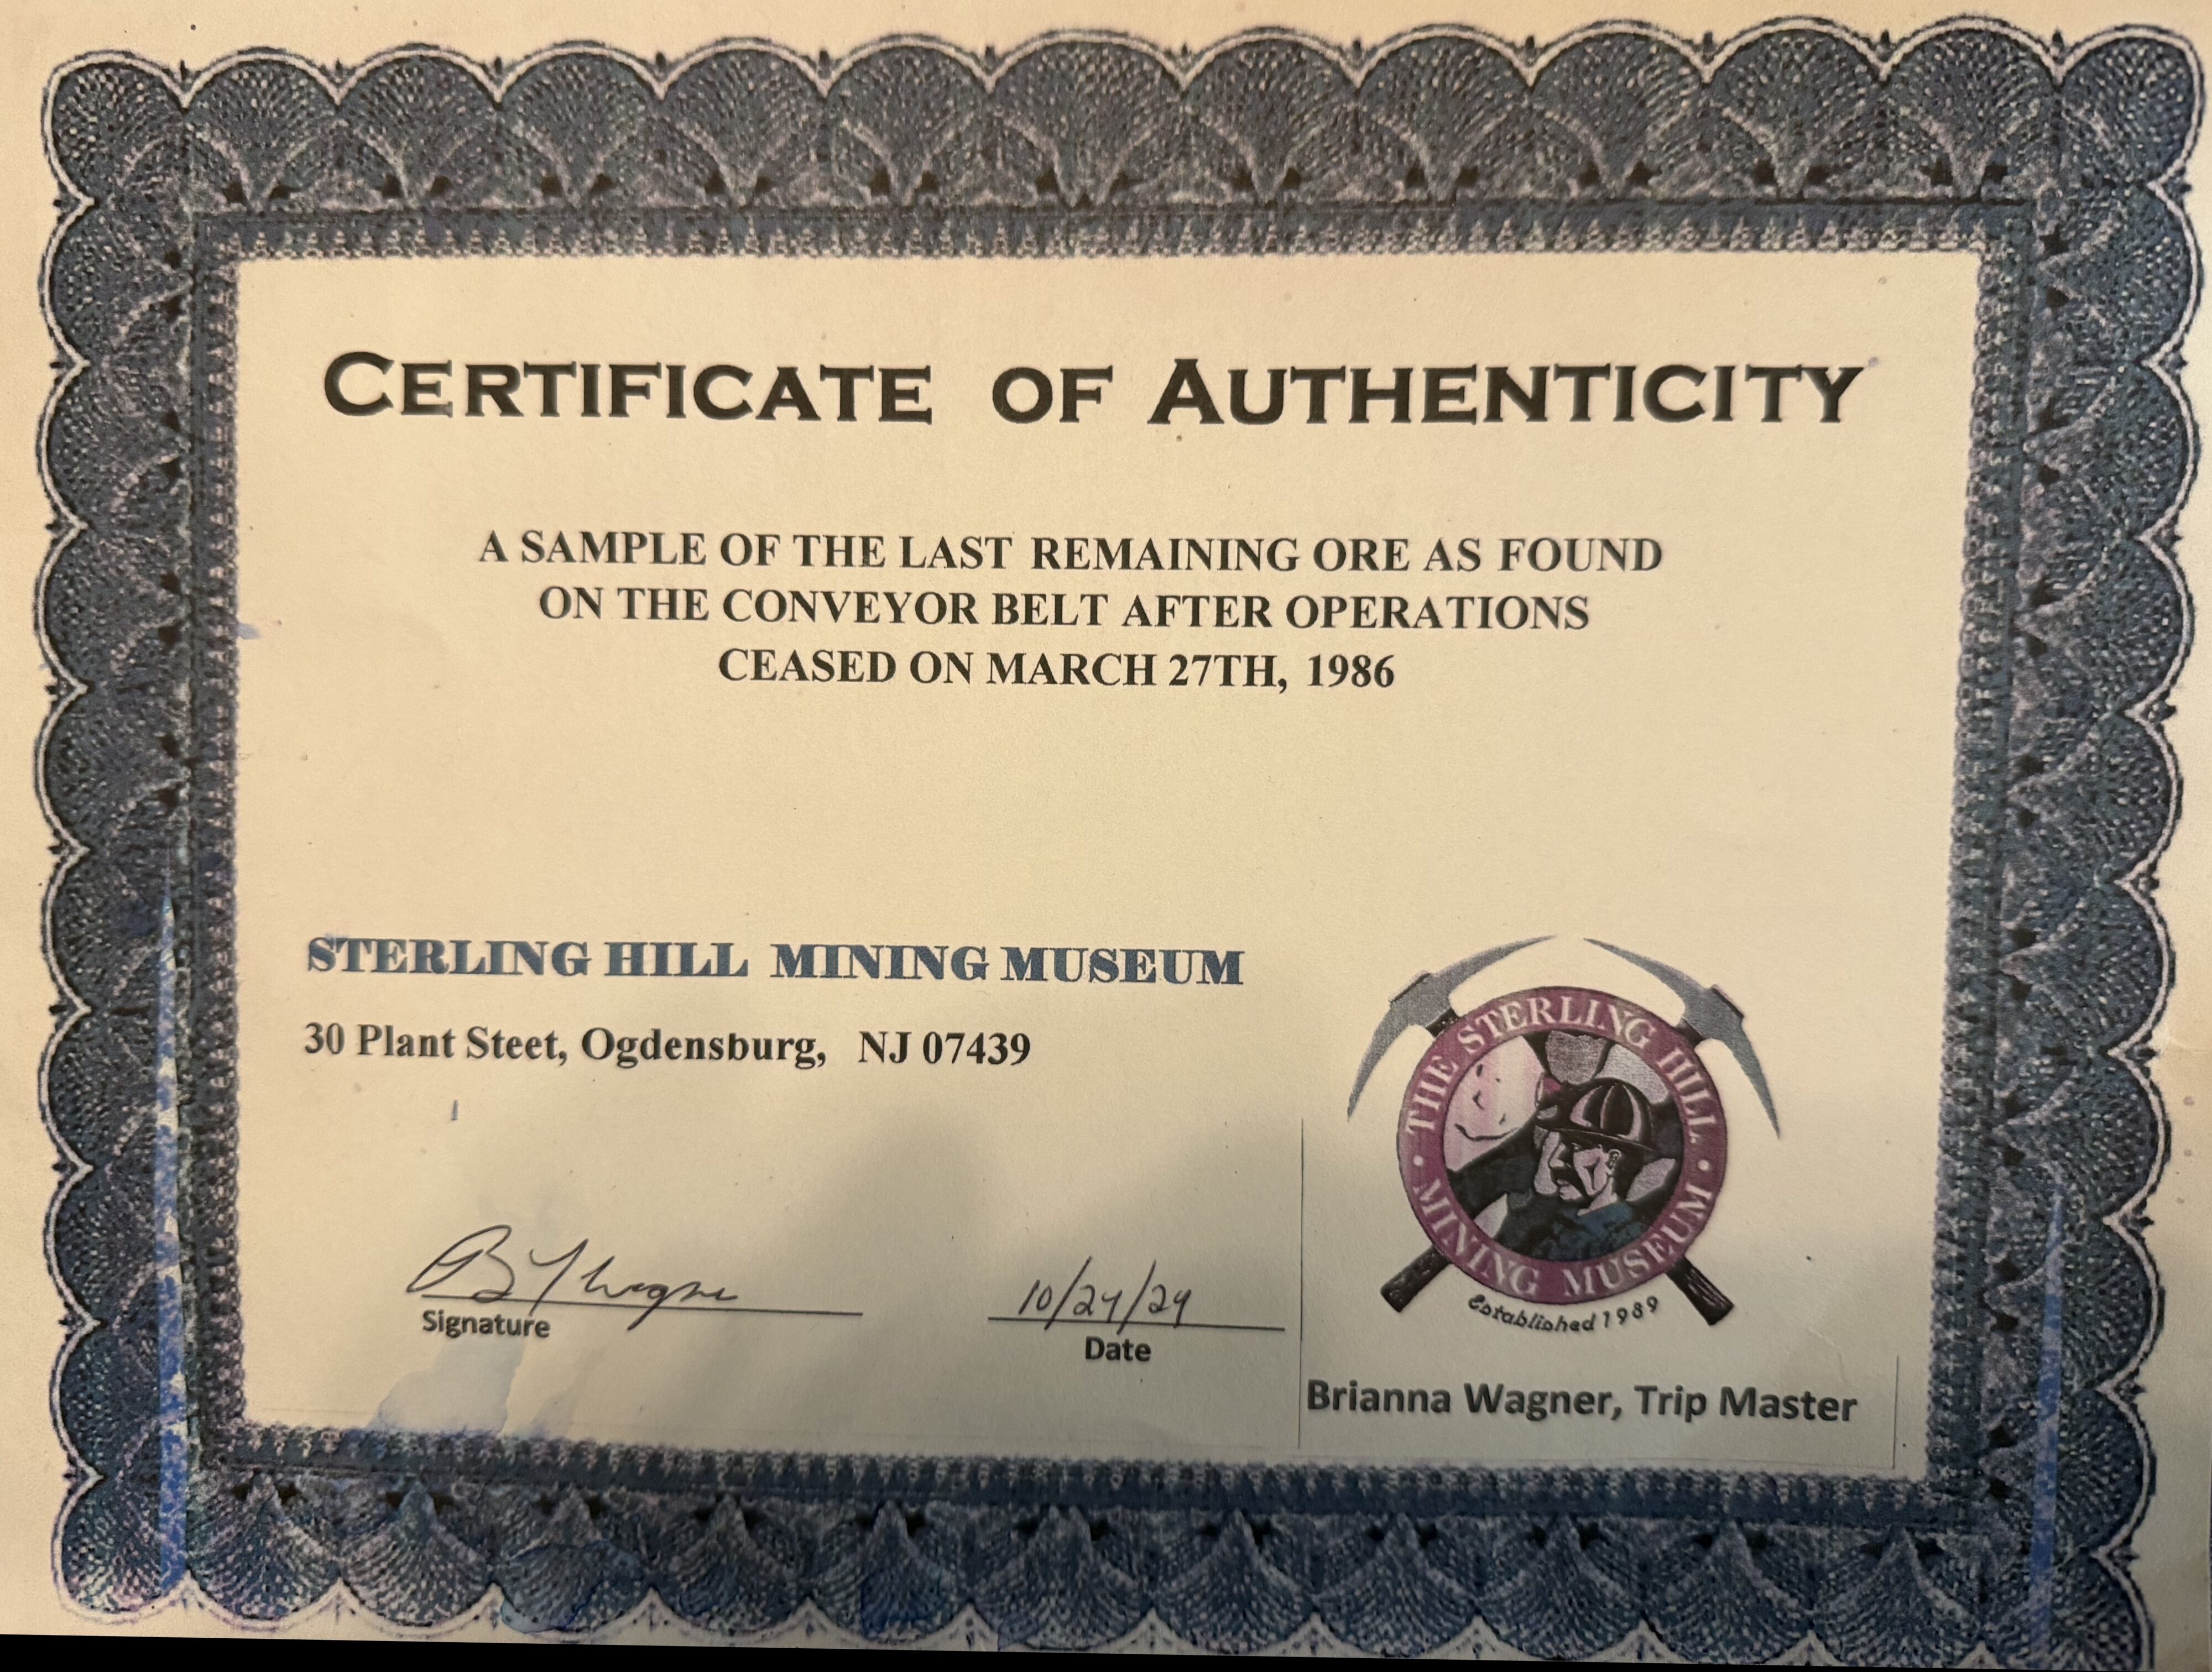 CERTIFICATE OF AUTHENTICITY
A SAMPLE OF THE LAST REMAINING ORE AS FOUND
ON THE CONVEYOR BELT AFTER OPERATIONS
CEASED ON MARCH 27TH, 1986
STERLING HILL MINING MUSEUM
30 Plant Steet, Ogdensburg, NJ 07439
THE STERLING HILL
• MINING MUSEUM •
Established 1989
B Wagner
Signature
10/24/24
Date
Brianna Wagner, Trip Master